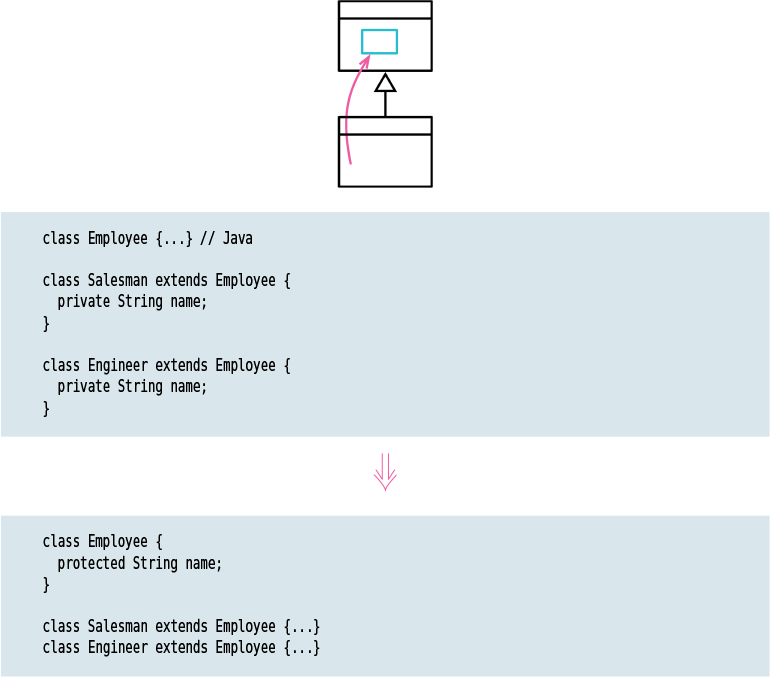 class Employee {...} // Java
class Salesman extends Employee {
private String name;
}
class Engineer extends Employee {
private String name;
}
class Employee {
protected String name;
}
class Salesman extends Employee {...}
class Engineer extends Employee {...}